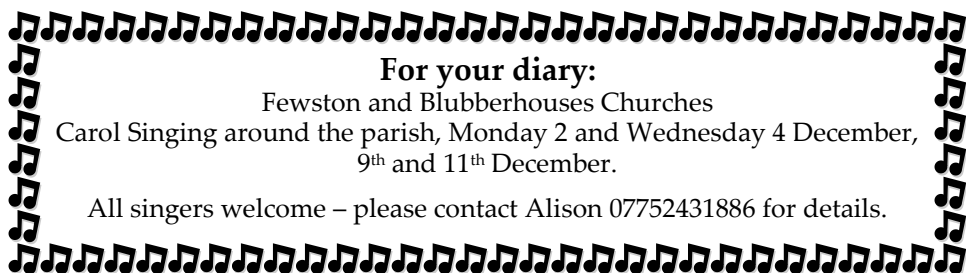 For your diary:
Fewston and Blubberhouses Churches
Carol Singing around the parish, Monday 2 and Wednesday 4 December,
9th and 11th December.
All singers welcome – please contact Alison 07752431886 for details.